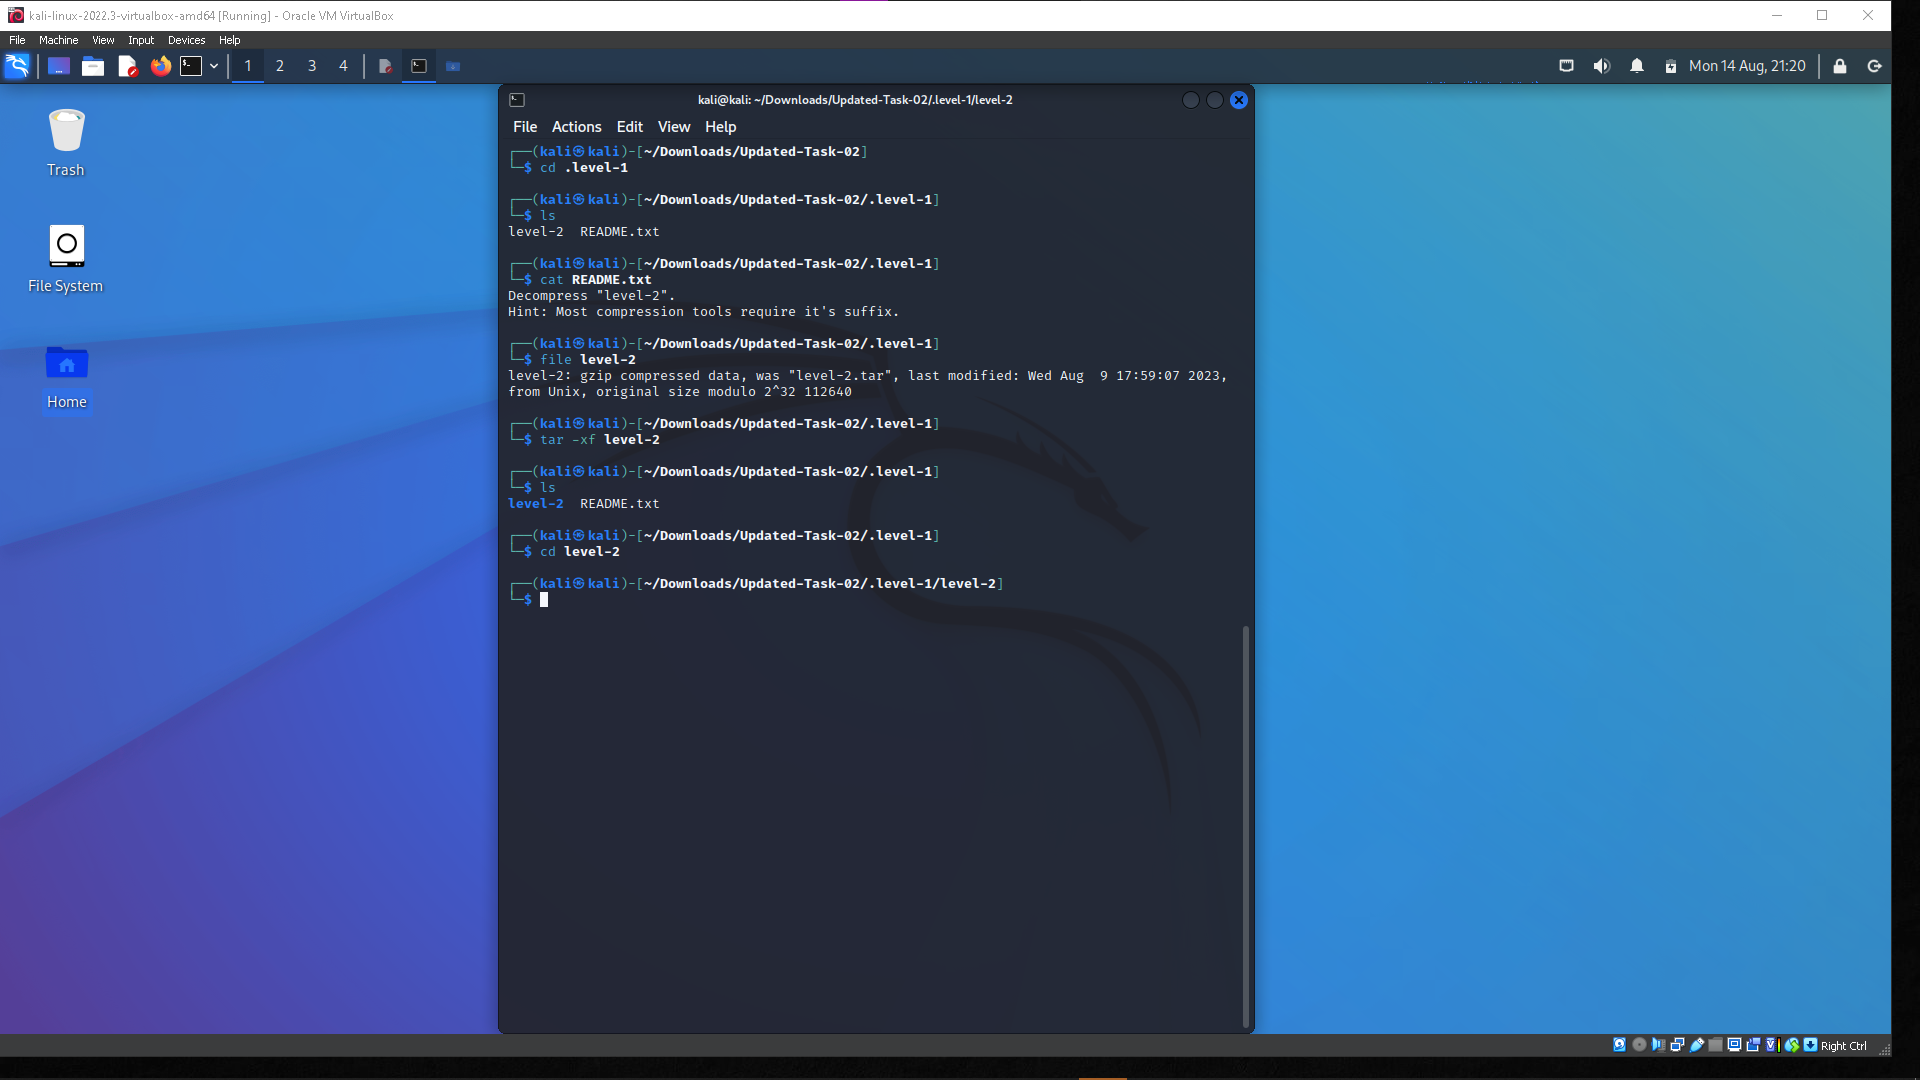 kali-linux-2022.3-virtualbox-amd64 [Running] - Oracle VM VirtualBox
File Machine View Input Devices Help
1 2 3 4 Mon 14 Aug, 21:20
Trash
File System
Home
kali@kali: ~/Downloads/Updated-Task-02/.level-1/level-2
File Actions Edit View Help
┌──(kali㉿kali)-[~/Downloads/Updated-Task-02]
└─$ cd .level-1
┌──(kali㉿kali)-[~/Downloads/Updated-Task-02/.level-1]
└─$ ls
level-2  README.txt
┌──(kali㉿kali)-[~/Downloads/Updated-Task-02/.level-1]
└─$ cat README.txt
Decompress "level-2".
Hint: Most compression tools require it's suffix.
┌──(kali㉿kali)-[~/Downloads/Updated-Task-02/.level-1]
└─$ file level-2
level-2: gzip compressed data, was "level-2.tar", last modified: Wed Aug  9 17:59:07 2023,
from Unix, original size modulo 2^32 112640
┌──(kali㉿kali)-[~/Downloads/Updated-Task-02/.level-1]
└─$ tar -xf level-2
┌──(kali㉿kali)-[~/Downloads/Updated-Task-02/.level-1]
└─$ ls
level-2  README.txt
┌──(kali㉿kali)-[~/Downloads/Updated-Task-02/.level-1]
└─$ cd level-2
┌──(kali㉿kali)-[~/Downloads/Updated-Task-02/.level-1/level-2]
└─$
Right Ctrl